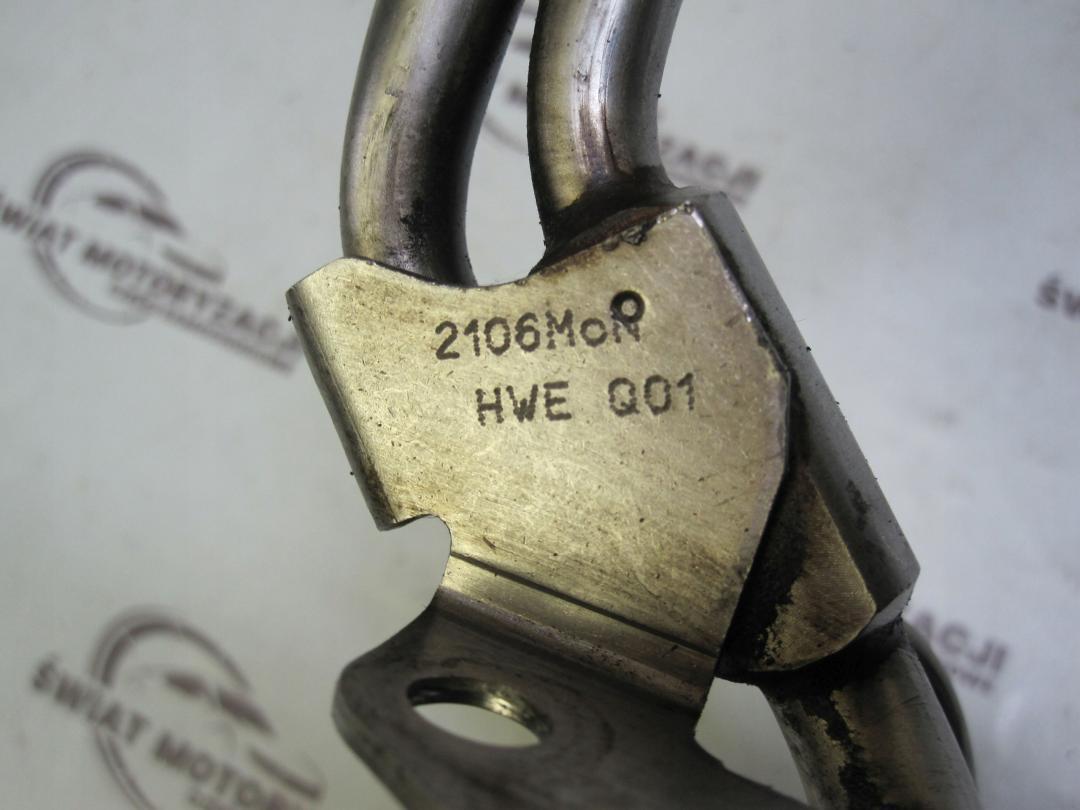 2106MoN
HWE Q01
ŚWIAT MOTORYZACJI
ŚWIAT MOTORYZACJI